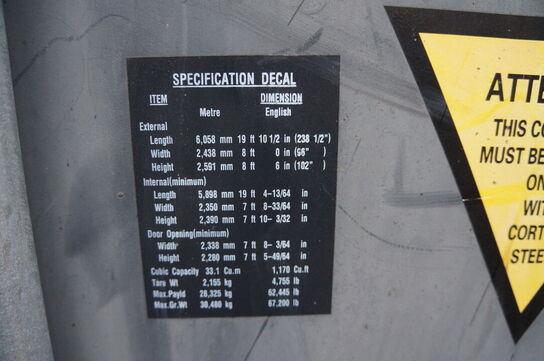 SPECIFICATION DECAL
ITEM DIMENSION
Metre English
External
Length 6,058 mm 19 ft 10 1/2 in (238 1/2")
Width 2,438 mm 8 ft 0 in (56")
Height 2,591 mm 8 ft 6 in (102")
Internal(minimum)
Length 5,898 mm 19 ft 4-13/64 in
Width 2,350 mm 7 ft 8-33/64 in
Height 2,390 mm 7 ft 10- 3/32 in
Door Opening(minimum)
Width 2,338 mm 7 ft 8- 3/64 in
Height 2,280 mm 7 ft 5-49/64 in
Cubic Capacity 33.1 Cu.m 1,170 Cu.ft
Tare Wt 2,155 kg 4,755 lb
Max.Payld 28,325 kg 62,445 lb
Max.Gr.Wt 30,480 kg 67,200 lb
ATTE
THIS CO
MUST BE
ON
WIT
CORT
STEE